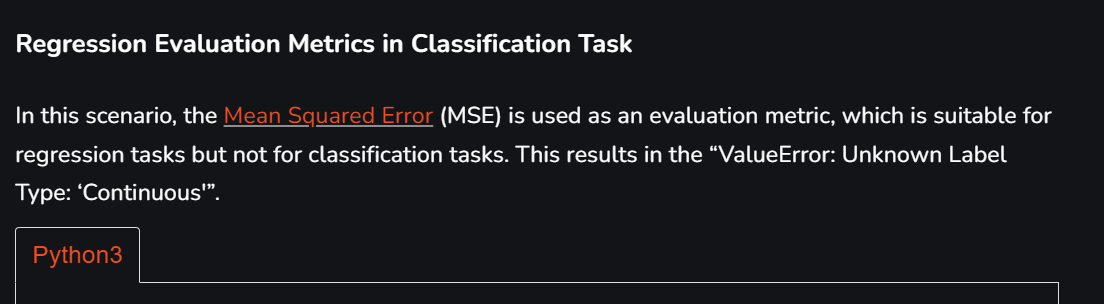 Regression Evaluation Metrics in Classification Task
In this scenario, the Mean Squared Error (MSE) is used as an evaluation metric, which is suitable for
regression tasks but not for classification tasks. This results in the “ValueError: Unknown Label
Type: ‘Continuous'”.
Python3